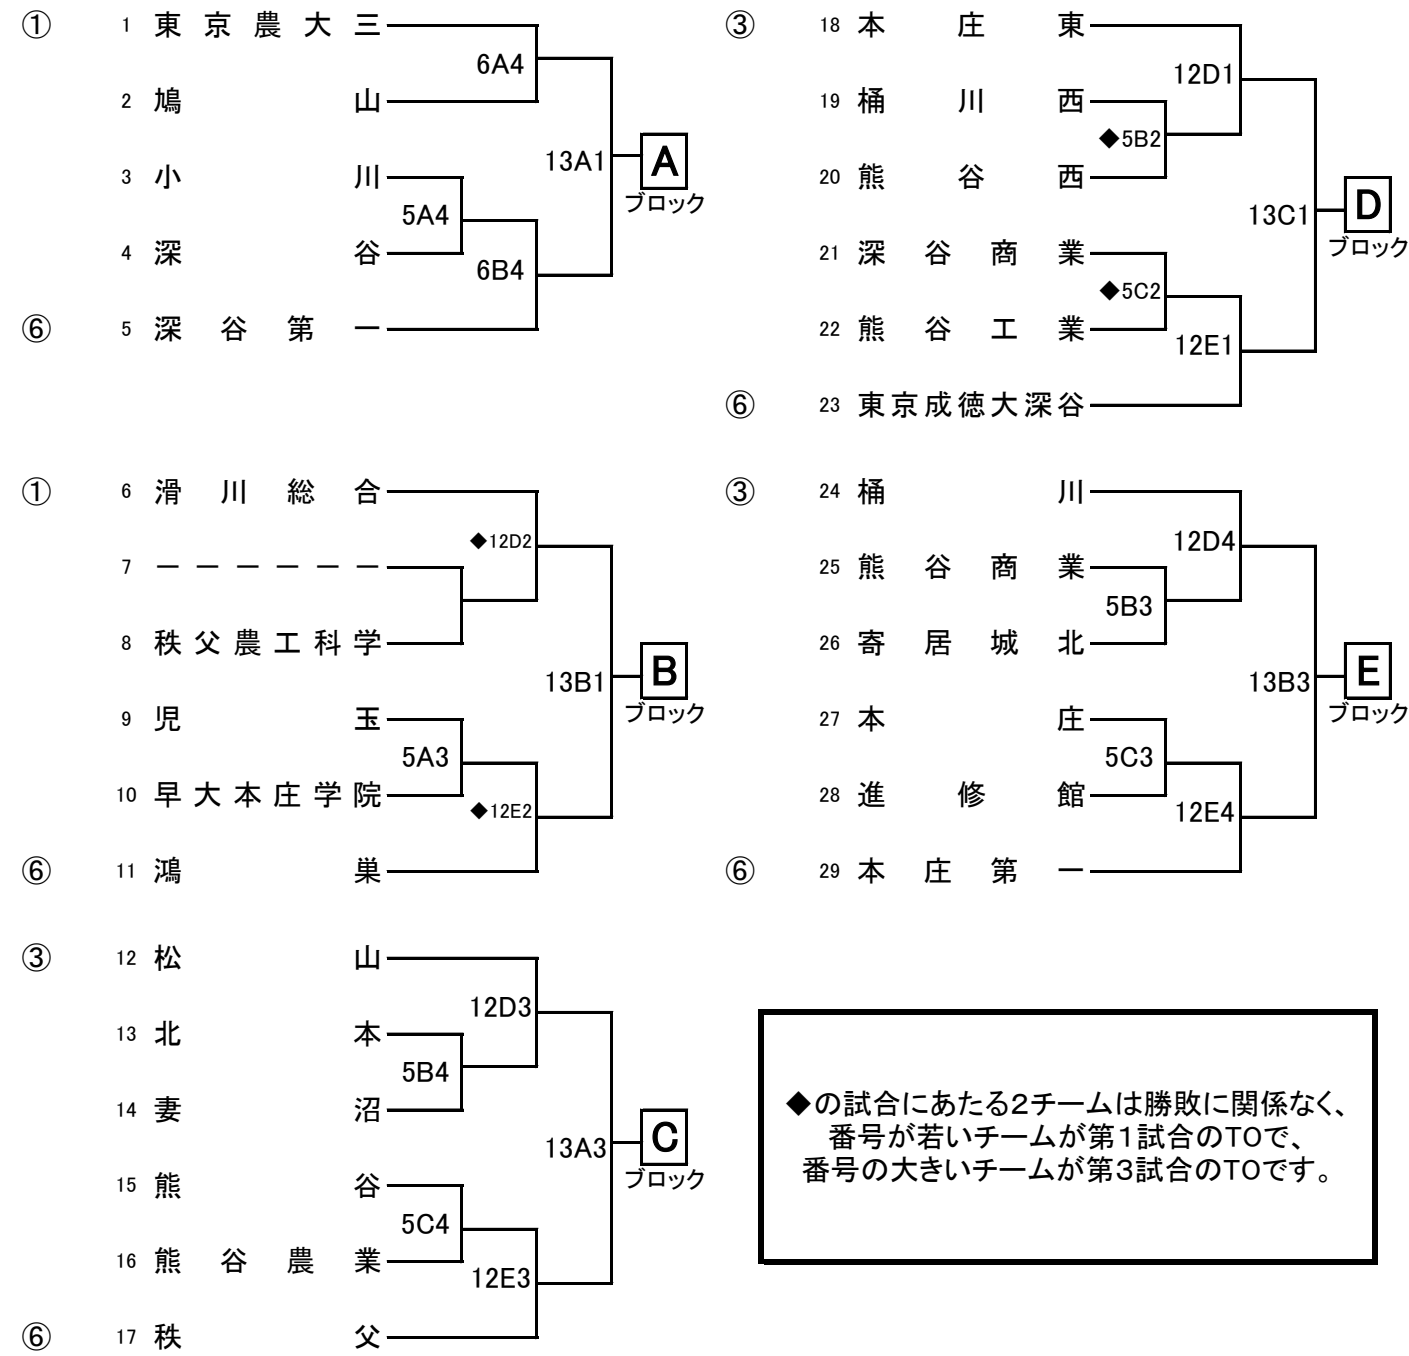 ① 1 東京農大三
6A4
2 鳩山
13A1 A
3 小川
ブロック
5A4
4 深谷
6B4
⑥ 5 深谷第一
① 6 滑川総合
◆12D2
7 ー ー ー ー ー ー
8 秩父農工科学
13B1 B
ブロック
9 児玉
5A3
10 早大本庄学院
◆12E2
⑥ 11 鴻巣
③ 12 松山
12D3
13 北本
5B4
14 妻沼
13A3 C
ブロック
15 熊谷
5C4
16 熊谷農業
12E3
⑥ 17 秩父
③ 18 本庄東
12D1
19 桶川西
◆5B2
20 熊谷西
13C1 D
ブロック
21 深谷商業
◆5C2
22 熊谷工業
12E1
⑥ 23 東京成徳大深谷
③ 24 桶川
12D4
25 熊谷商業
5B3
26 寄居城北
13B3 E
ブロック
27 本庄
5C3
28 進修館
12E4
⑥ 29 本庄第一
◆の試合にあたる2チームは勝敗に関係なく、
番号が若いチームが第1試合のTOで、
番号の大きいチームが第3試合のTOです。